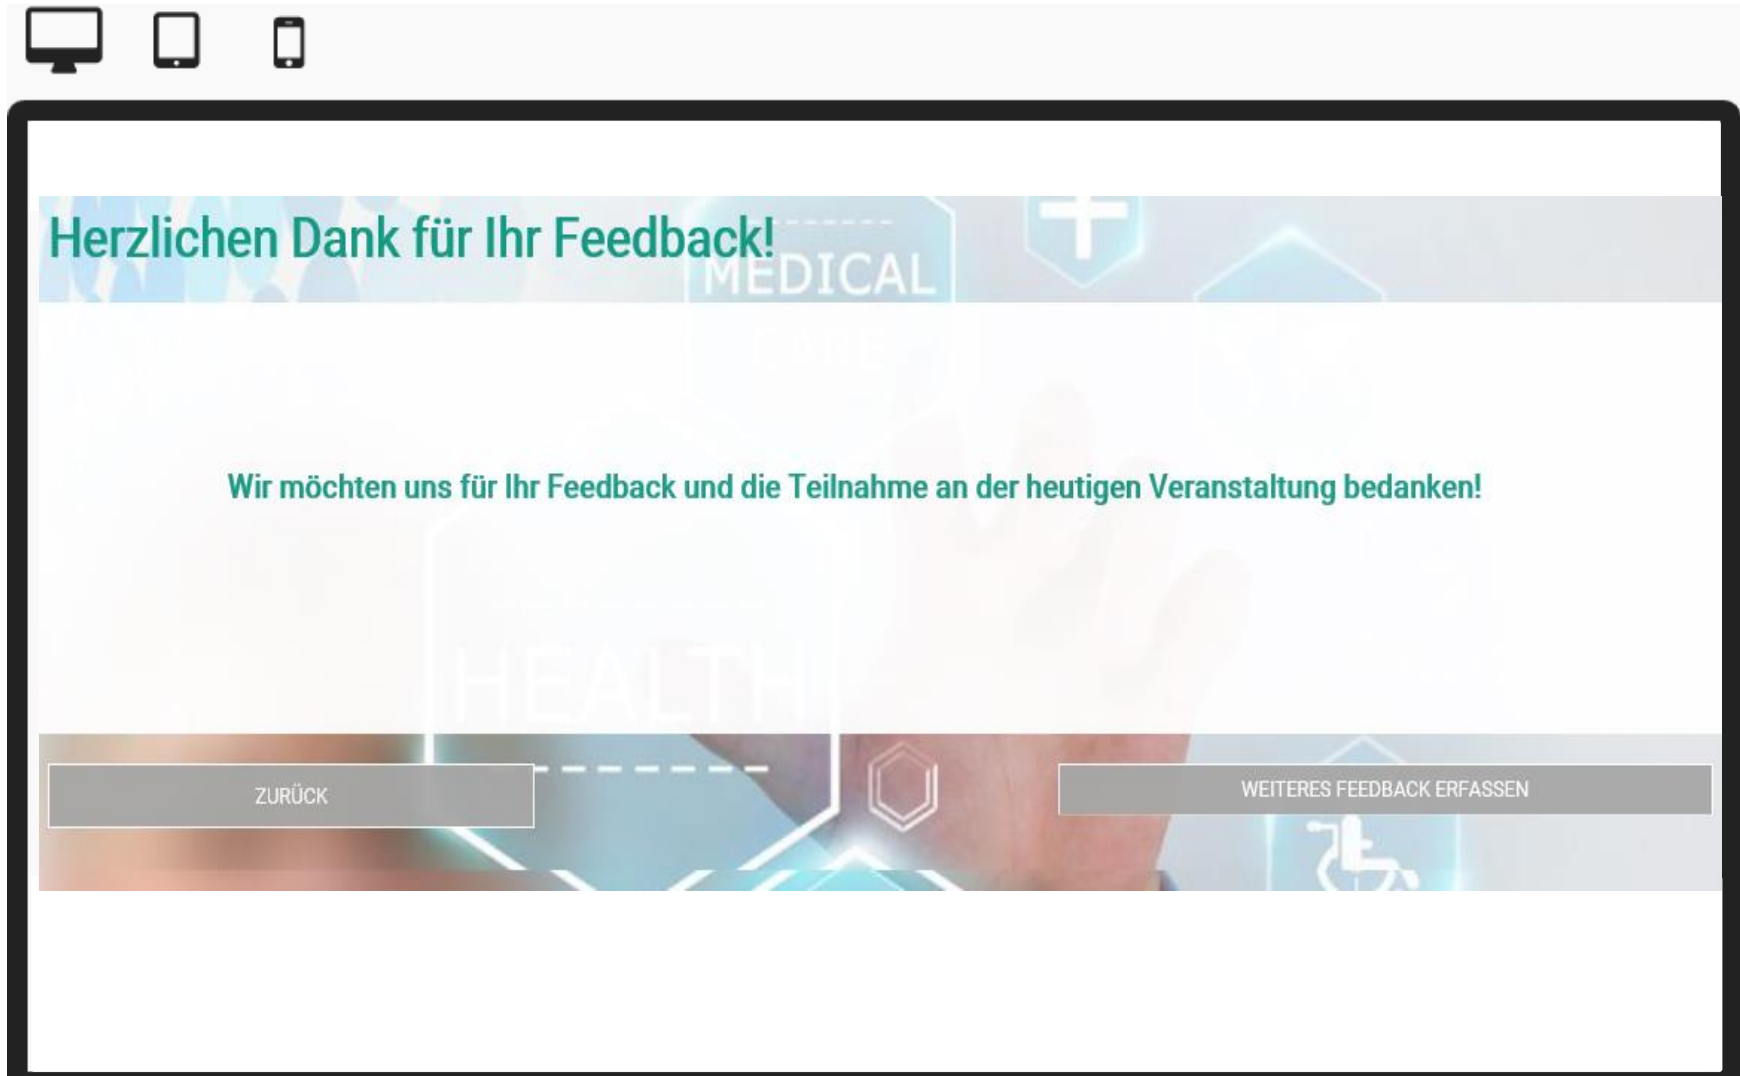 Herzlichen Dank für Ihr Feedback!
MEDICAL
CARE
Wir möchten uns für Ihr Feedback und die Teilnahme an der heutigen Veranstaltung bedanken!
HEALTH
ZURÜCK
WEITERES FEEDBACK ERFASSEN